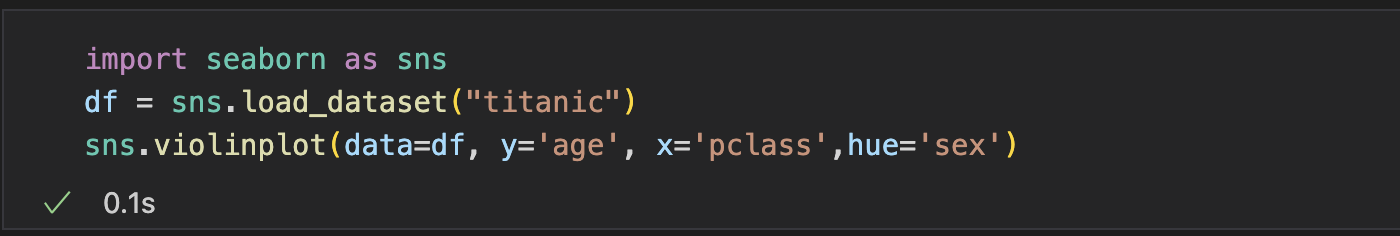 import seaborn as sns
df = sns.load_dataset("titanic")
sns.violinplot(data=df, y='age', x='pclass',hue='sex')
✓ 0.1s